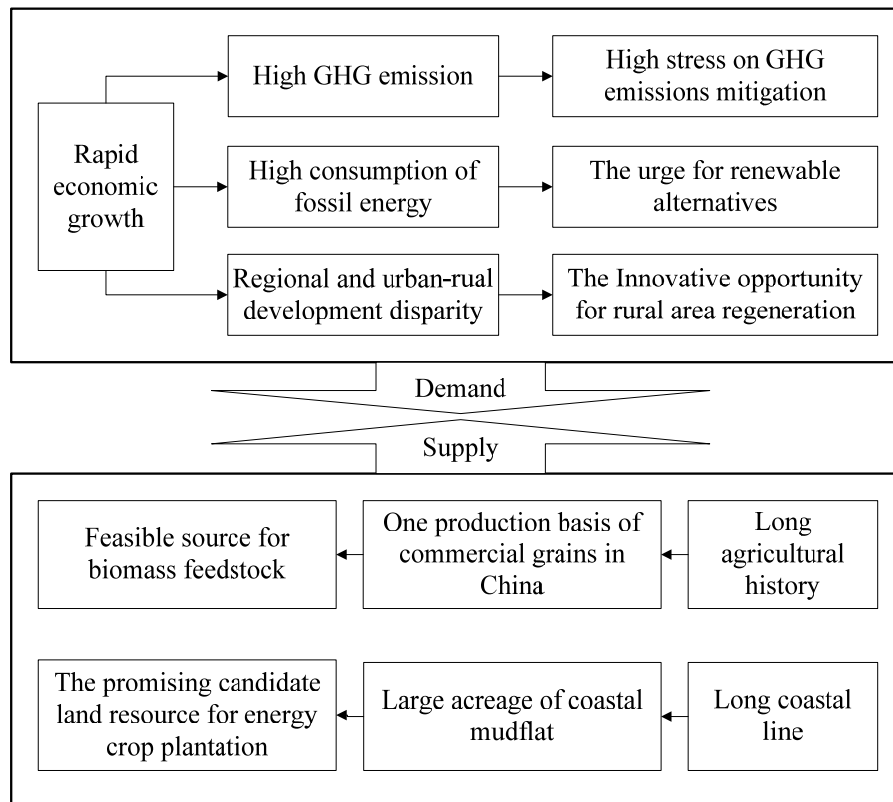 High GHG emission
High stress on GHG
emissions mitigation
Rapid
economic
growth
High consumption of
fossil energy
The urge for renewable
alternatives
Regional and urban-rual
development disparity
The Innovative opportunity
for rural area regeneration
Demand
Supply
Feasible source for
biomass feedstock
One production basis of
commercial grains in
China
Long
agricultural
history
The promising candidate
land resource for energy
crop plantation
Large acreage of coastal
mudflat
Long coastal
line